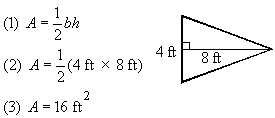 (1) A = 1/2 bh
(2) A = 1/2 (4 ft × 8 ft)
(3) A = 16 ft²
4 ft
8 ft